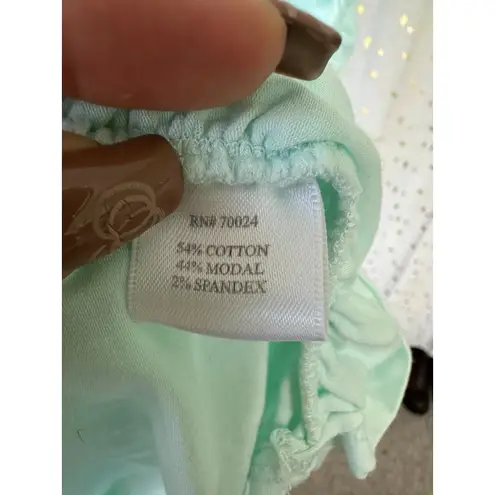 RN# 70024
54% COTTON
44% MODAL
2% SPANDEX